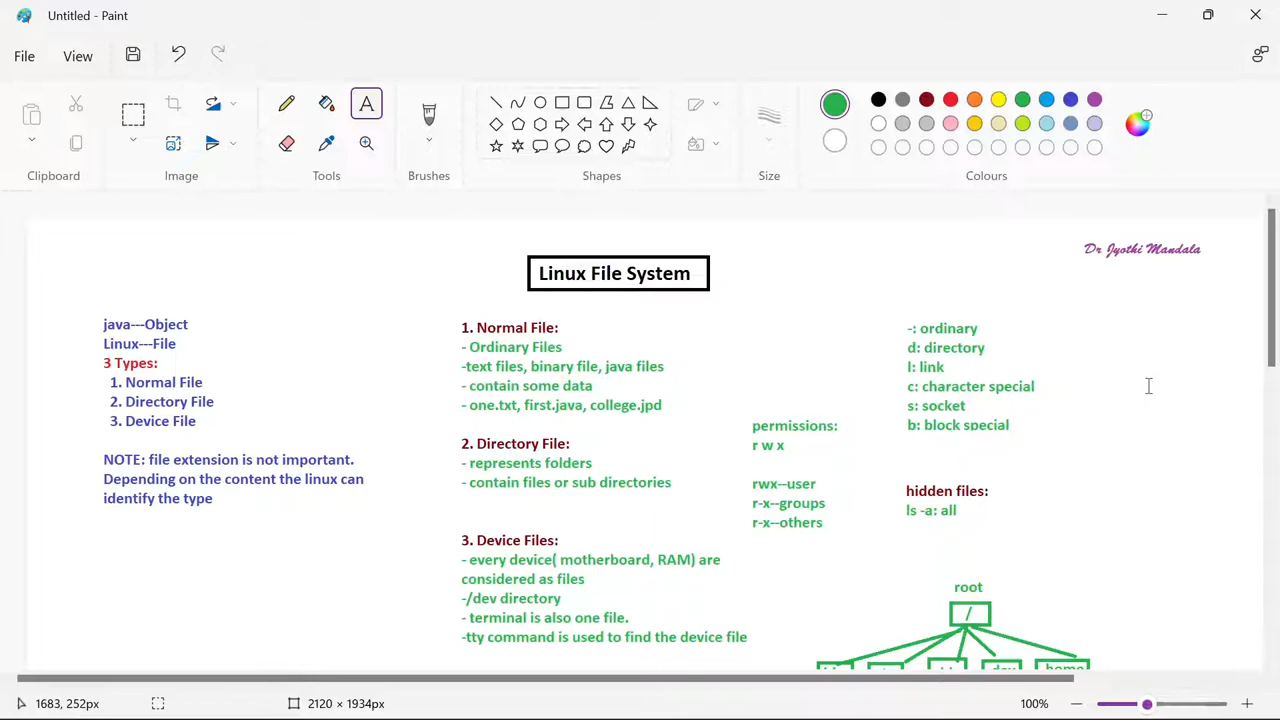 Untitled - Paint
File
View
Clipboard
Image
Tools
Brushes
Shapes
Size
Colours
Dr Jyothi Mandala
Linux File System
java---Object
Linux---File
3 Types:
1. Normal File
2. Directory File
3. Device File
NOTE: file extension is not important.
Depending on the content the linux can
identify the type
1. Normal File:
- Ordinary Files
-text files, binary file, java files
- contain some data
- one.txt, first.java, college.jpd
2. Directory File:
- represents folders
- contain files or sub directories
3. Device Files:
- every device( motherboard, RAM) are
considered as files
-/dev directory
- terminal is also one file.
-tty command is used to find the device file
permissions:
r w x
rwx--user
r-x--groups
r-x--others
-: ordinary
d: directory
l: link
c: character special
s: socket
b: block special
hidden files:
ls -a: all
root
/
dev
home
1683, 252px
2120 × 1934px
100%